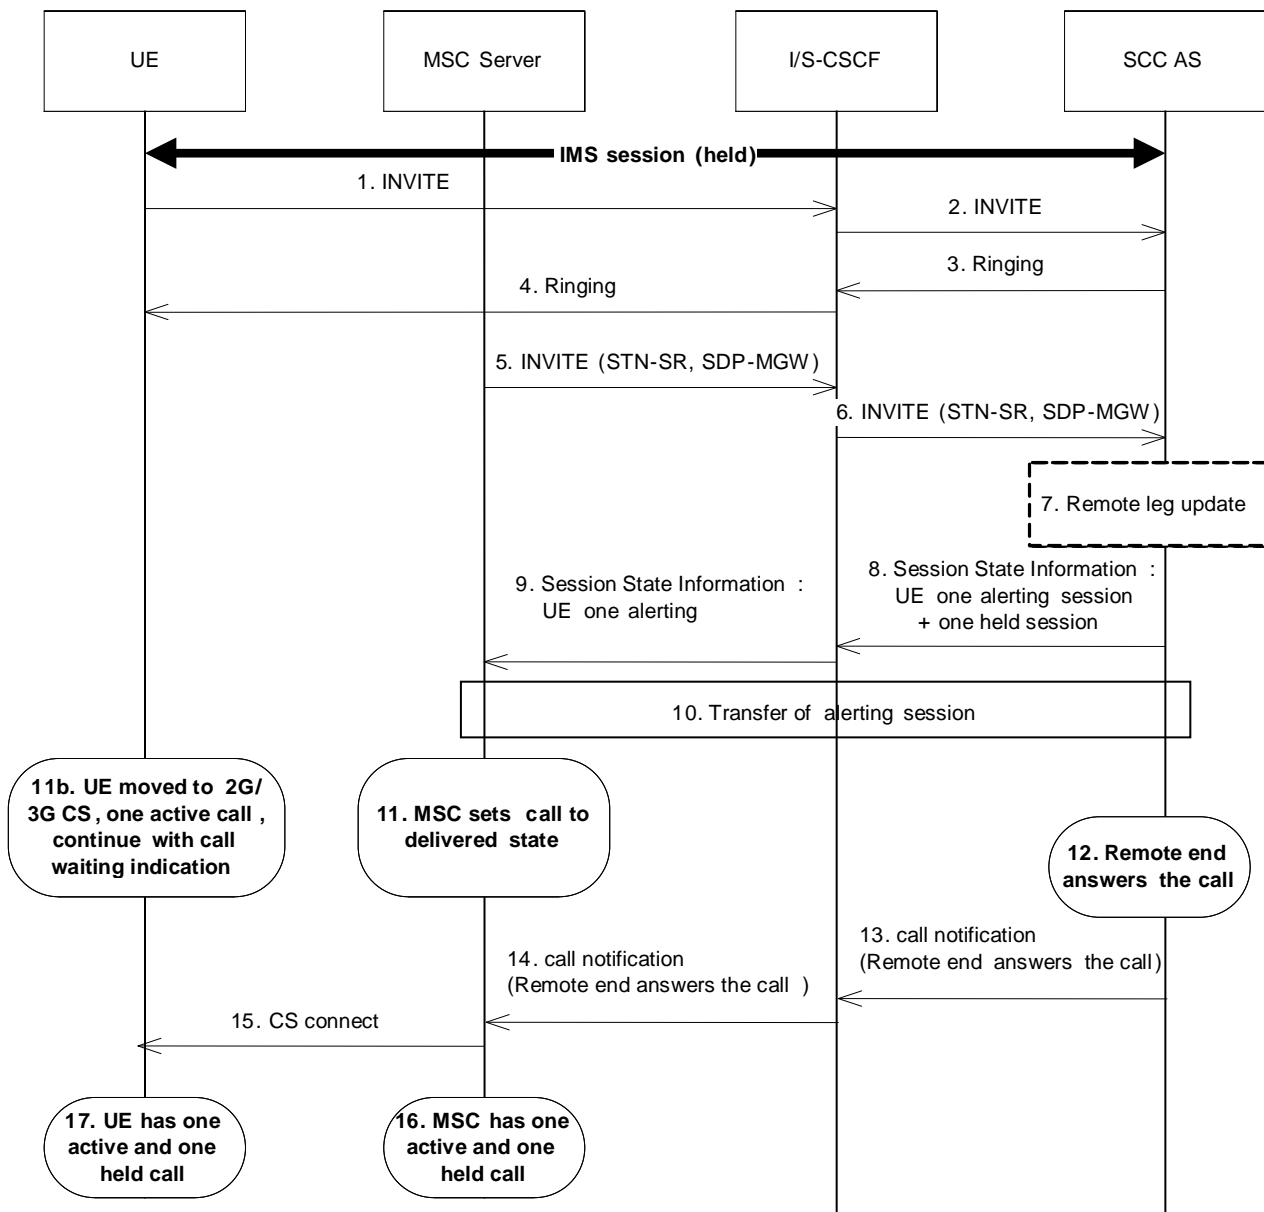 UE
MSC Server
I/S-CSCF
SCC AS
IMS session (held)
1. INVITE
2. INVITE
3. Ringing
4. Ringing
5. INVITE (STN-SR, SDP-MGW)
6. INVITE (STN-SR, SDP-MGW)
7. Remote leg update
8. Session State Information :
UE one alerting session
+ one held session
9. Session State Information :
UE one alerting
10. Transfer of alerting session
11b. UE moved to 2G/
3G CS, one active call,
continue with call
waiting indication
11. MSC sets call to
delivered state
12. Remote end
answers the call
13. call notification
(Remote end answers the call)
14. call notification
(Remote end answers the call )
15. CS connect
17. UE has one
active and one
held call
16. MSC has one
active and one
held call